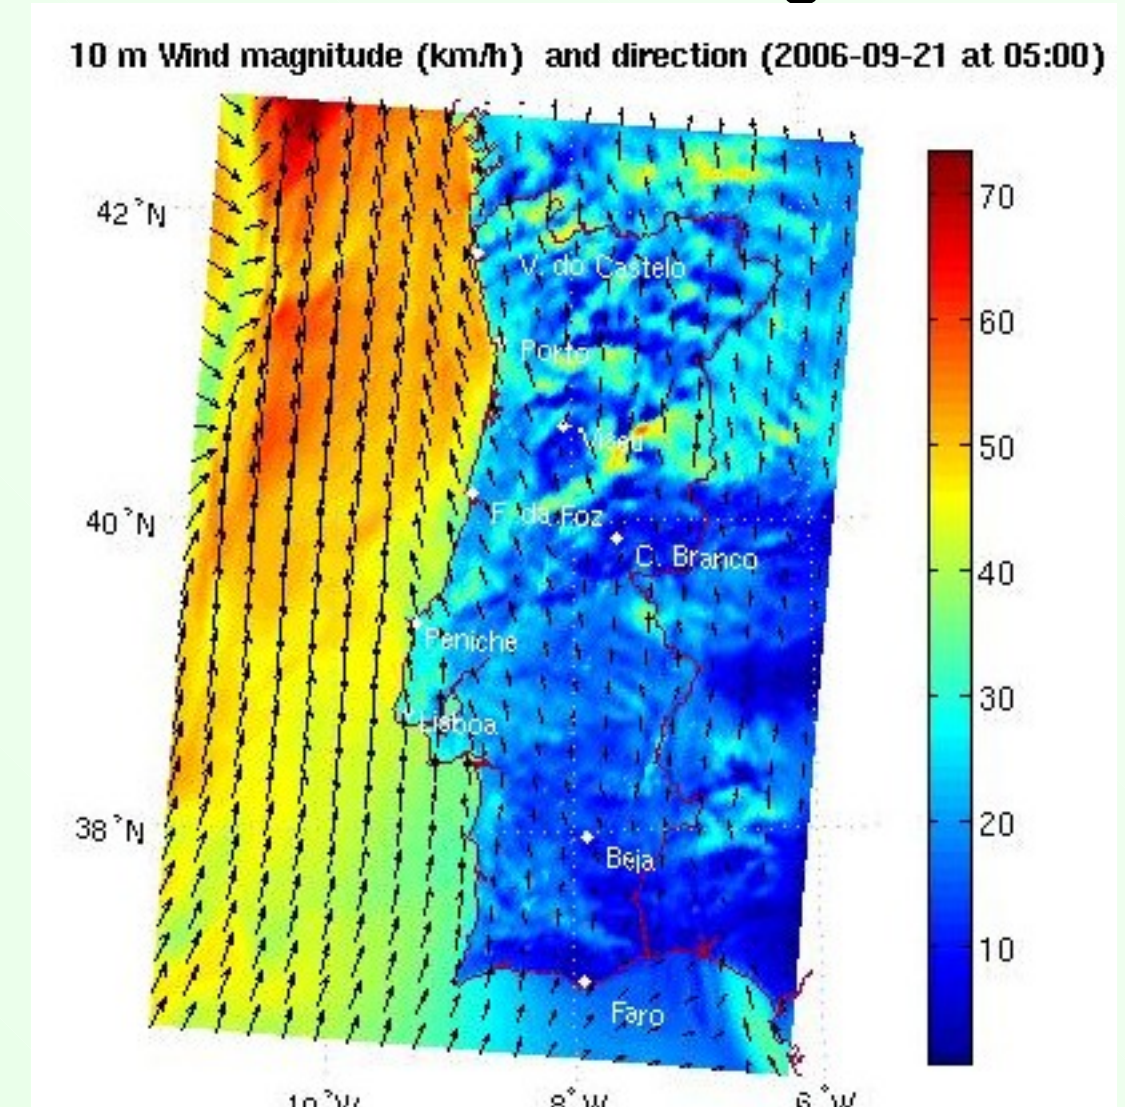 10 m Wind magnitude (km/h) and direction (2006-09-21 at 05:00)
70
42°N
V. do Castelo
60
Porto
Viseu
50
F. da Foz
40°N
C. Branco
40
Peniche
30
Lisboa
20
38°N
Beja
10
Faro
10°W 8°W 6°W